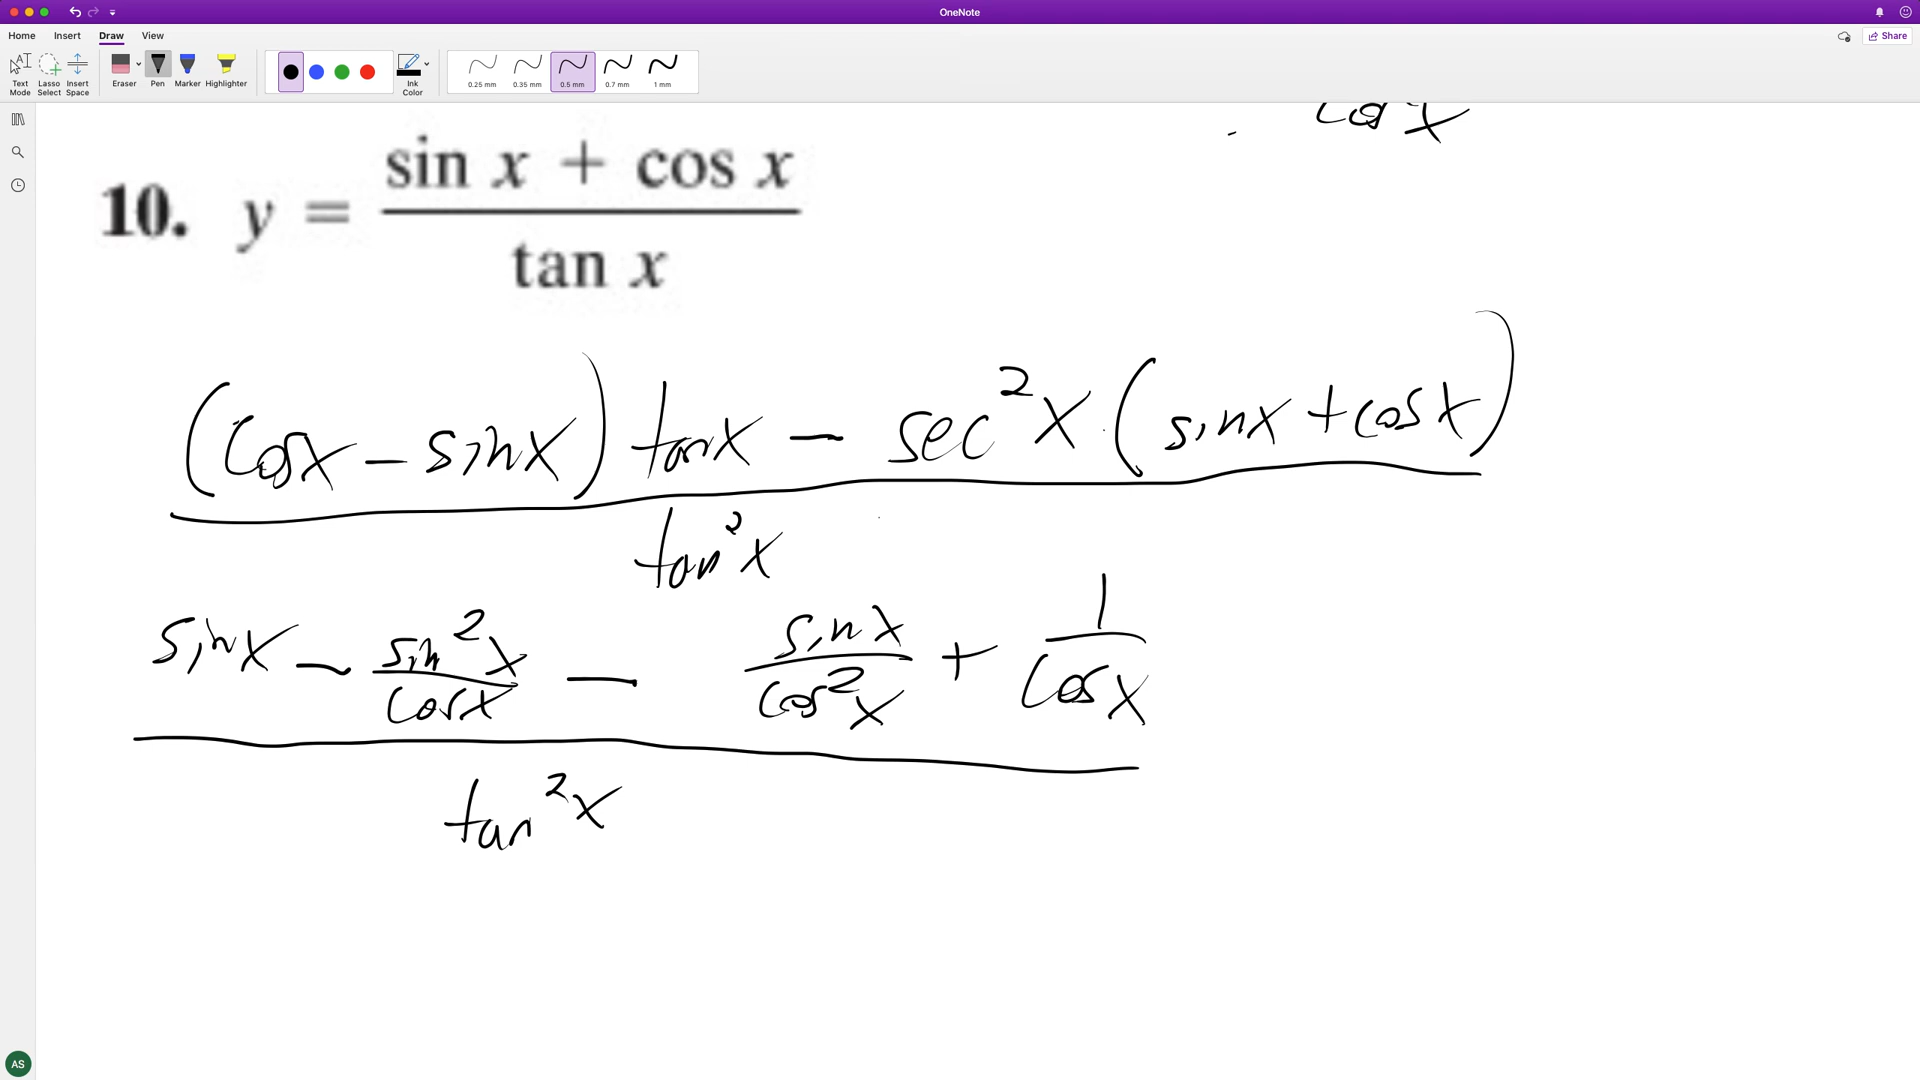 OneNote
Home Insert Draw View
Share
Text Mode
Lasso Select
Insert Space
Eraser
Pen
Marker
Highlighter
Ink Color
0.25 mm
0.35 mm
0.5 mm
0.7 mm
1 mm
cos² x
10. y = (sin x + cos x) / (tan x)
(cosx − sinx) tanx − sec²x · (sinx + cosx)
tan²x
sinx − sin²x/cosx − sinx/cos²x + 1/cosx
tan²x
AS